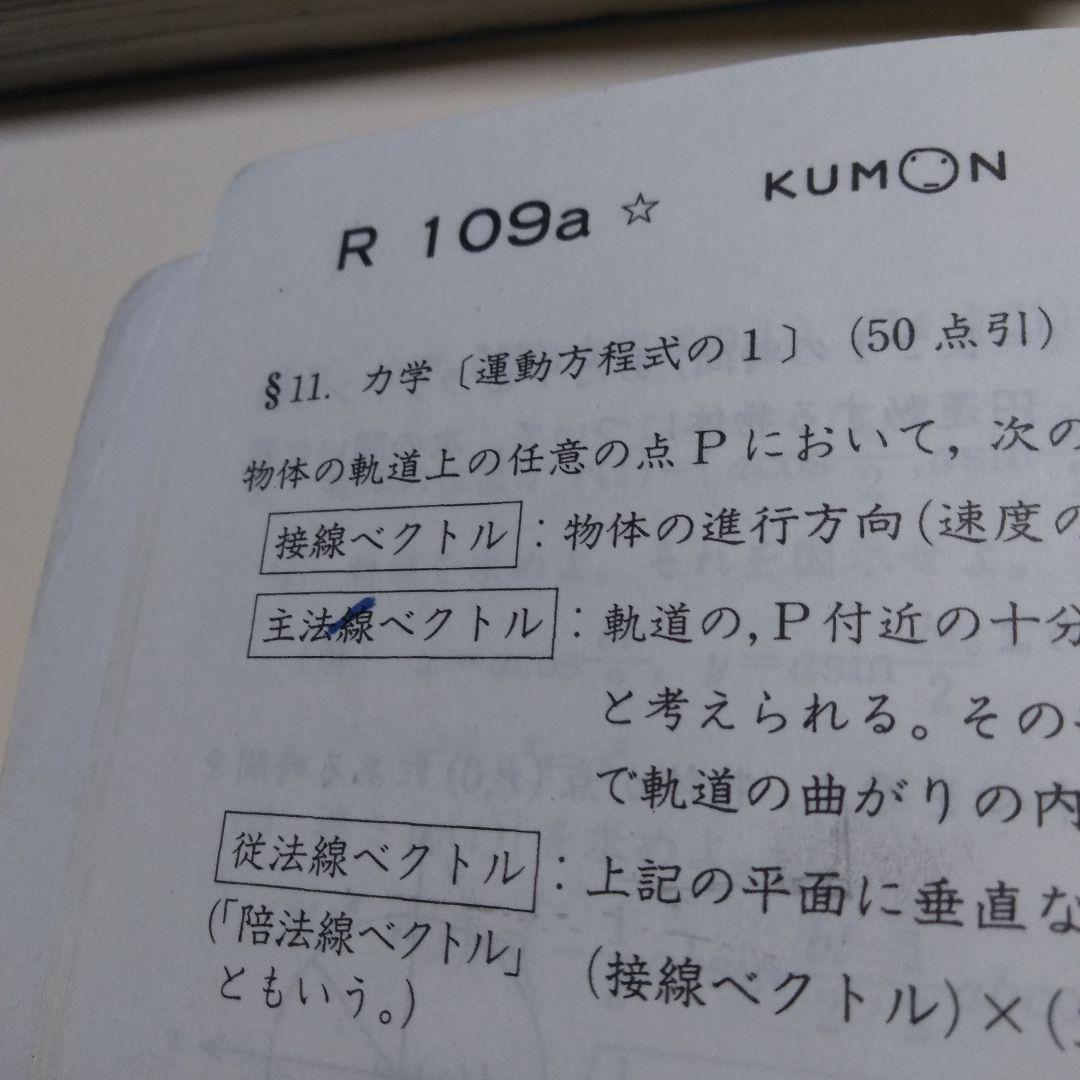 R 109a ☆ KUMON
§11. 力学〔運動方程式の1〕(50点引)
物体の軌道上の任意の点Pにおいて,次の
接線ベクトル:物体の進行方向(速度の
主法線ベクトル:軌道の,P付近の十分
と考えられる。その
で軌道の曲がりの内
従法線ベクトル:上記の平面に垂直な
(「陪法線ベクトル」
ともいう。)
(接線ベクトル)×(